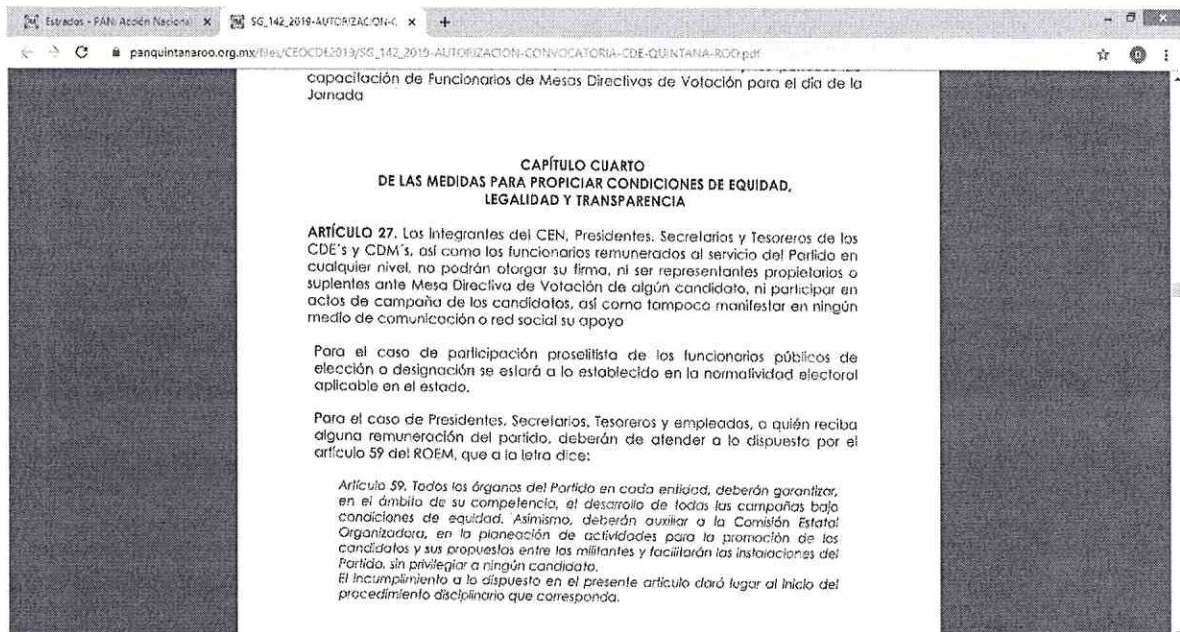 Estrados - PAN: Acción Naciona × SG_142_2019-AUTORIZACION-C × +
panquintanaroo.org.mx/files/CEOCDE2019/SG_142_2019-AUTORIZACION-CONVOCATORIA-CDE-QUINTANA-ROO.pdf
capacitación de Funcionarios de Mesas Directivas de Votación para el día de la
Jornada
CAPÍTULO CUARTO
DE LAS MEDIDAS PARA PROPICIAR CONDICIONES DE EQUIDAD,
LEGALIDAD Y TRANSPARENCIA
ARTÍCULO 27. Los Integrantes del CEN, Presidentes, Secretarios y Tesoreros de los
CDE's y CDM´s, así como los funcionarios remunerados al servicio del Partido en
cualquier nivel, no podrán otorgar su firma, ni ser representantes propietarios o
suplentes ante Mesa Directiva de Votación de algún candidato, ni participar en
actos de campaña de los candidatos, así como tampoco manifestar en ningún
medio de comunicación o red social su apoyo
Para el caso de participación proselitista de los funcionarios públicos de
elección o designación se estará a lo establecido en la normatividad electoral
aplicable en el estado.
Para el caso de Presidentes, Secretarios, Tesoreros y empleados, o quién reciba
alguna remuneración del partido, deberán de atender a lo dispuesto por el
artículo 59 del ROEM, que a la letra dice:
Artículo 59. Todos los órganos del Partido en cada entidad, deberán garantizar,
en el ámbito de su competencia, el desarrollo de todas las campañas bajo
condiciones de equidad. Asimismo, deberán auxiliar a la Comisión Estatal
Organizadora, en la planeación de actividades para la promoción de los
candidatos y sus propuestas entre los militantes y facilitarán las instalaciones del
Partido, sin privilegiar a ningún candidato.
El incumplimiento a lo dispuesto en el presente artículo dará lugar al inicio del
procedimiento disciplinario que corresponda.